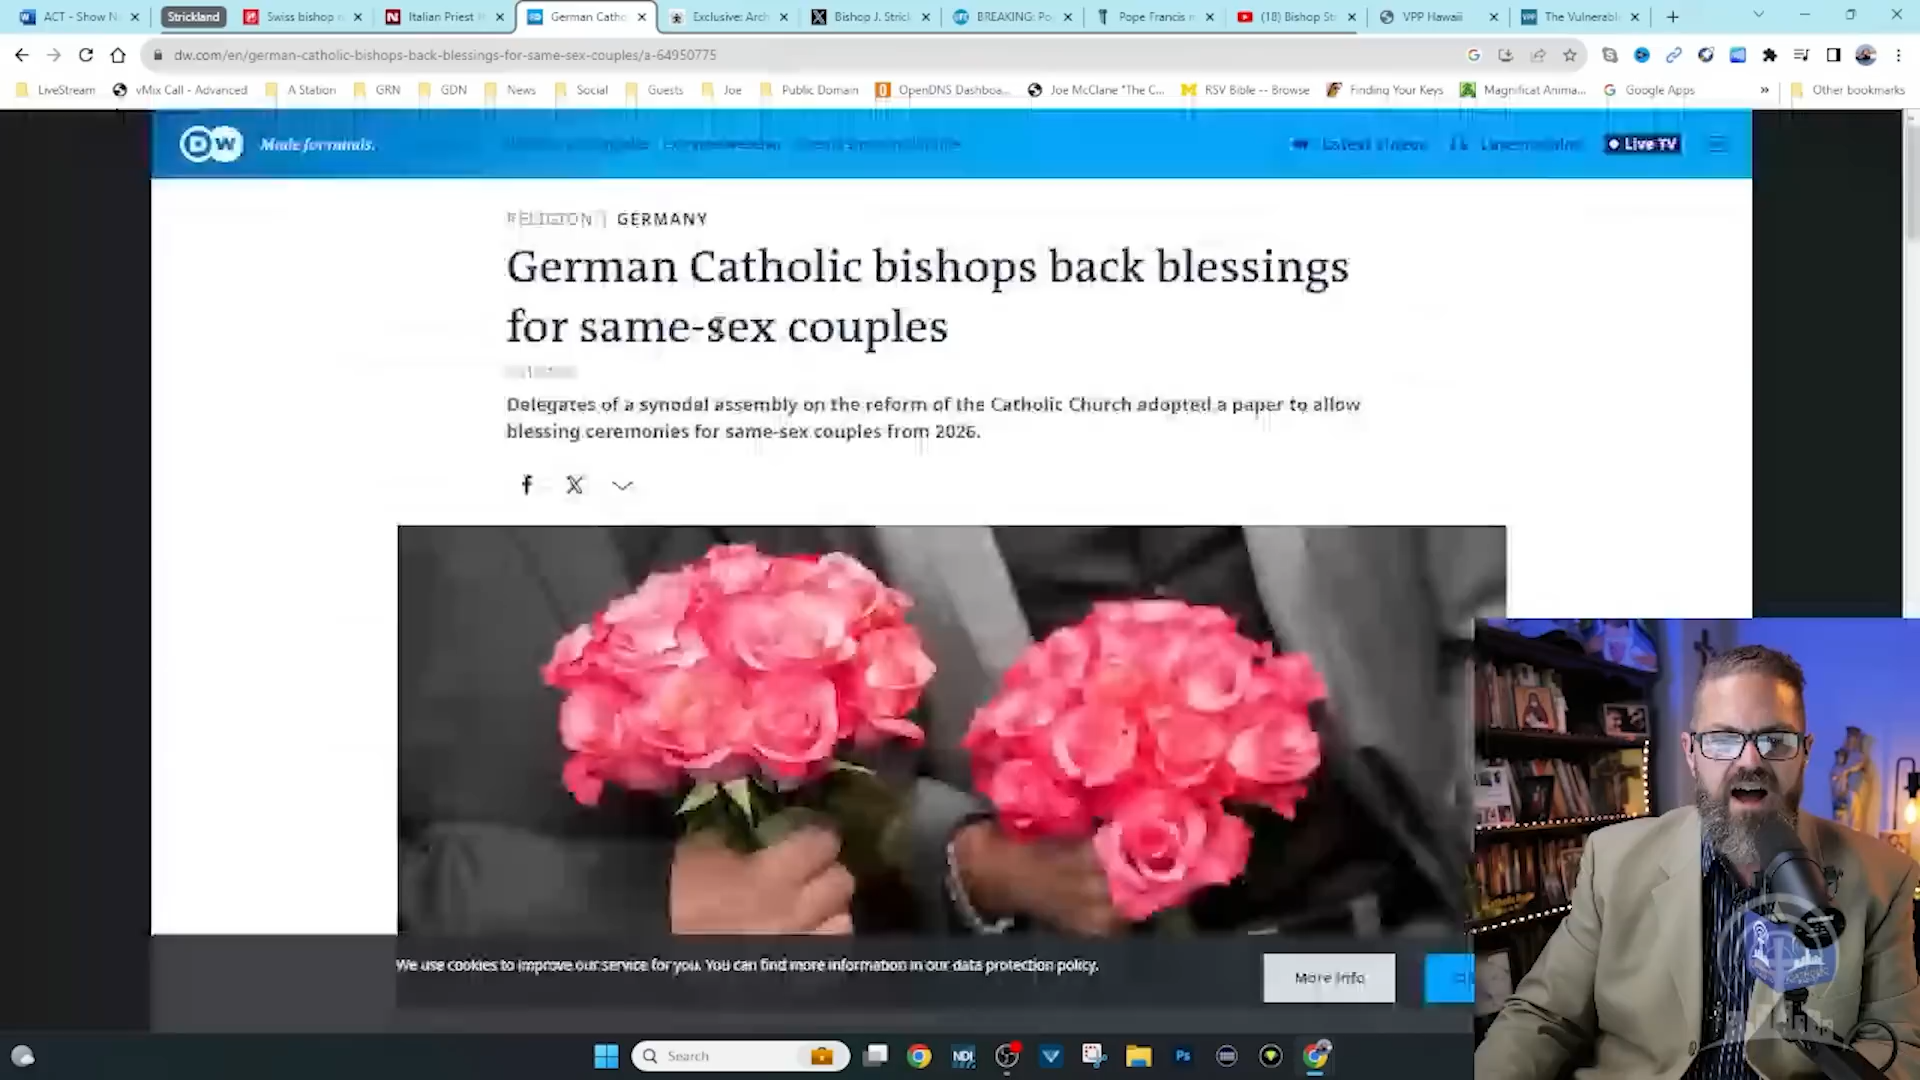 ACT - Show N
Strickland
Swiss bishop
Italian Priest
German Catho
Exclusive: Arch
Bishop J. Strick
BREAKING: Po
Pope Francis
(18) Bishop St
VPP Hawaii
The Vulnerabl
dw.com/en/german-catholic-bishops-back-blessings-for-same-sex-couples/a-64950775
LiveStream
vMix Call - Advanced
A Station
GRN
GDN
News
Social
Guests
Joe
Public Domain
OpenDNS Dashboa...
Joe McClane "The C...
RSV Bible -- Browse
Finding Your Keys
Magnificat Anima...
Google Apps
»
Other bookmarks
DW
Made for minds.
Live TV
RELIGION | GERMANY
German Catholic bishops back blessings
for same-sex couples
Delegates of a synodal assembly on the reform of the Catholic Church adopted a paper to allow
blessing ceremonies for same-sex couples from 2026.
We use cookies to improve our service for you. You can find more information in our data protection policy.
More info
Search
NDI
Ps